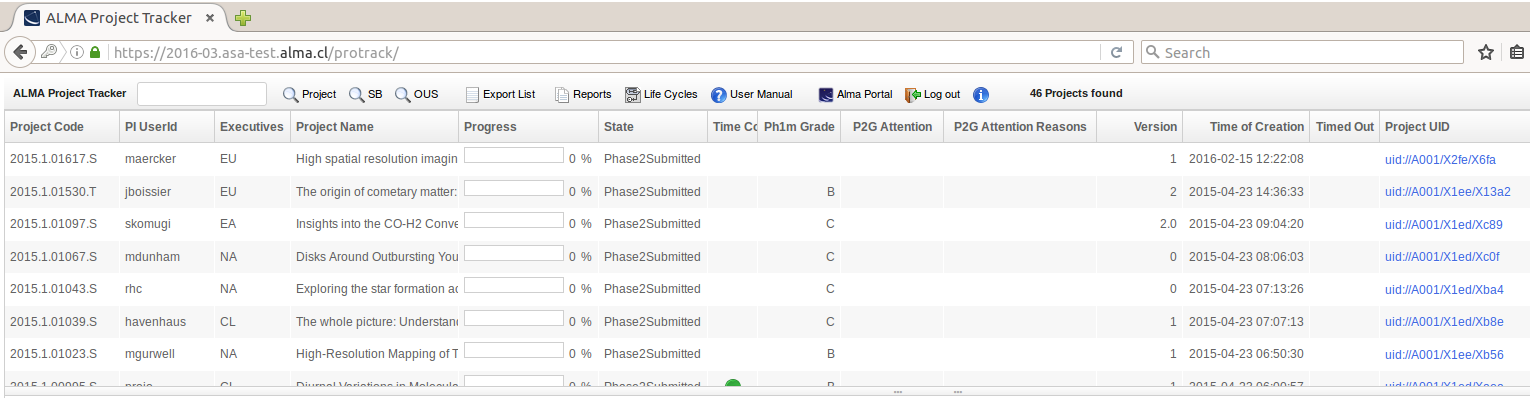 ALMA Project Tracker
https://2016-03.asa-test.alma.cl/protrack/ Search
ALMA Project Tracker Project SB OUS Export List Reports Life Cycles User Manual Alma Portal Log out 46 Projects found
Project Code PI UserId Executives Project Name Progress State Time Co Ph1m Grade P2G Attention P2G Attention Reasons Version Time of Creation Timed Out Project UID
2015.1.01617.S maercker EU High spatial resolution imagin 0 % Phase2Submitted 1 2016-02-15 12:22:08 uid://A001/X2fe/X6fa
2015.1.01530.T jboissier EU The origin of cometary matter: 0 % Phase2Submitted B 2 2015-04-23 14:36:33 uid://A001/X1ee/X13a2
2015.1.01097.S skomugi EA Insights into the CO-H2 Conve 0 % Phase2Submitted C 2.0 2015-04-23 09:04:20 uid://A001/X1ed/Xc89
2015.1.01067.S mdunham NA Disks Around Outbursting You 0 % Phase2Submitted C 0 2015-04-23 08:06:03 uid://A001/X1ed/Xc0f
2015.1.01043.S rhc NA Exploring the star formation ac 0 % Phase2Submitted C 0 2015-04-23 07:13:26 uid://A001/X1ed/Xba4
2015.1.01039.S havenhaus CL The whole picture: Understand 0 % Phase2Submitted C 1 2015-04-23 07:07:13 uid://A001/X1ed/Xb8e
2015.1.01023.S mgurwell NA High-Resolution Mapping of T 0 % Phase2Submitted B 1 2015-04-23 06:50:30 uid://A001/X1ee/Xb56
CL Diurnal Variations in Molecula 0 % Phase2Submitted B 1